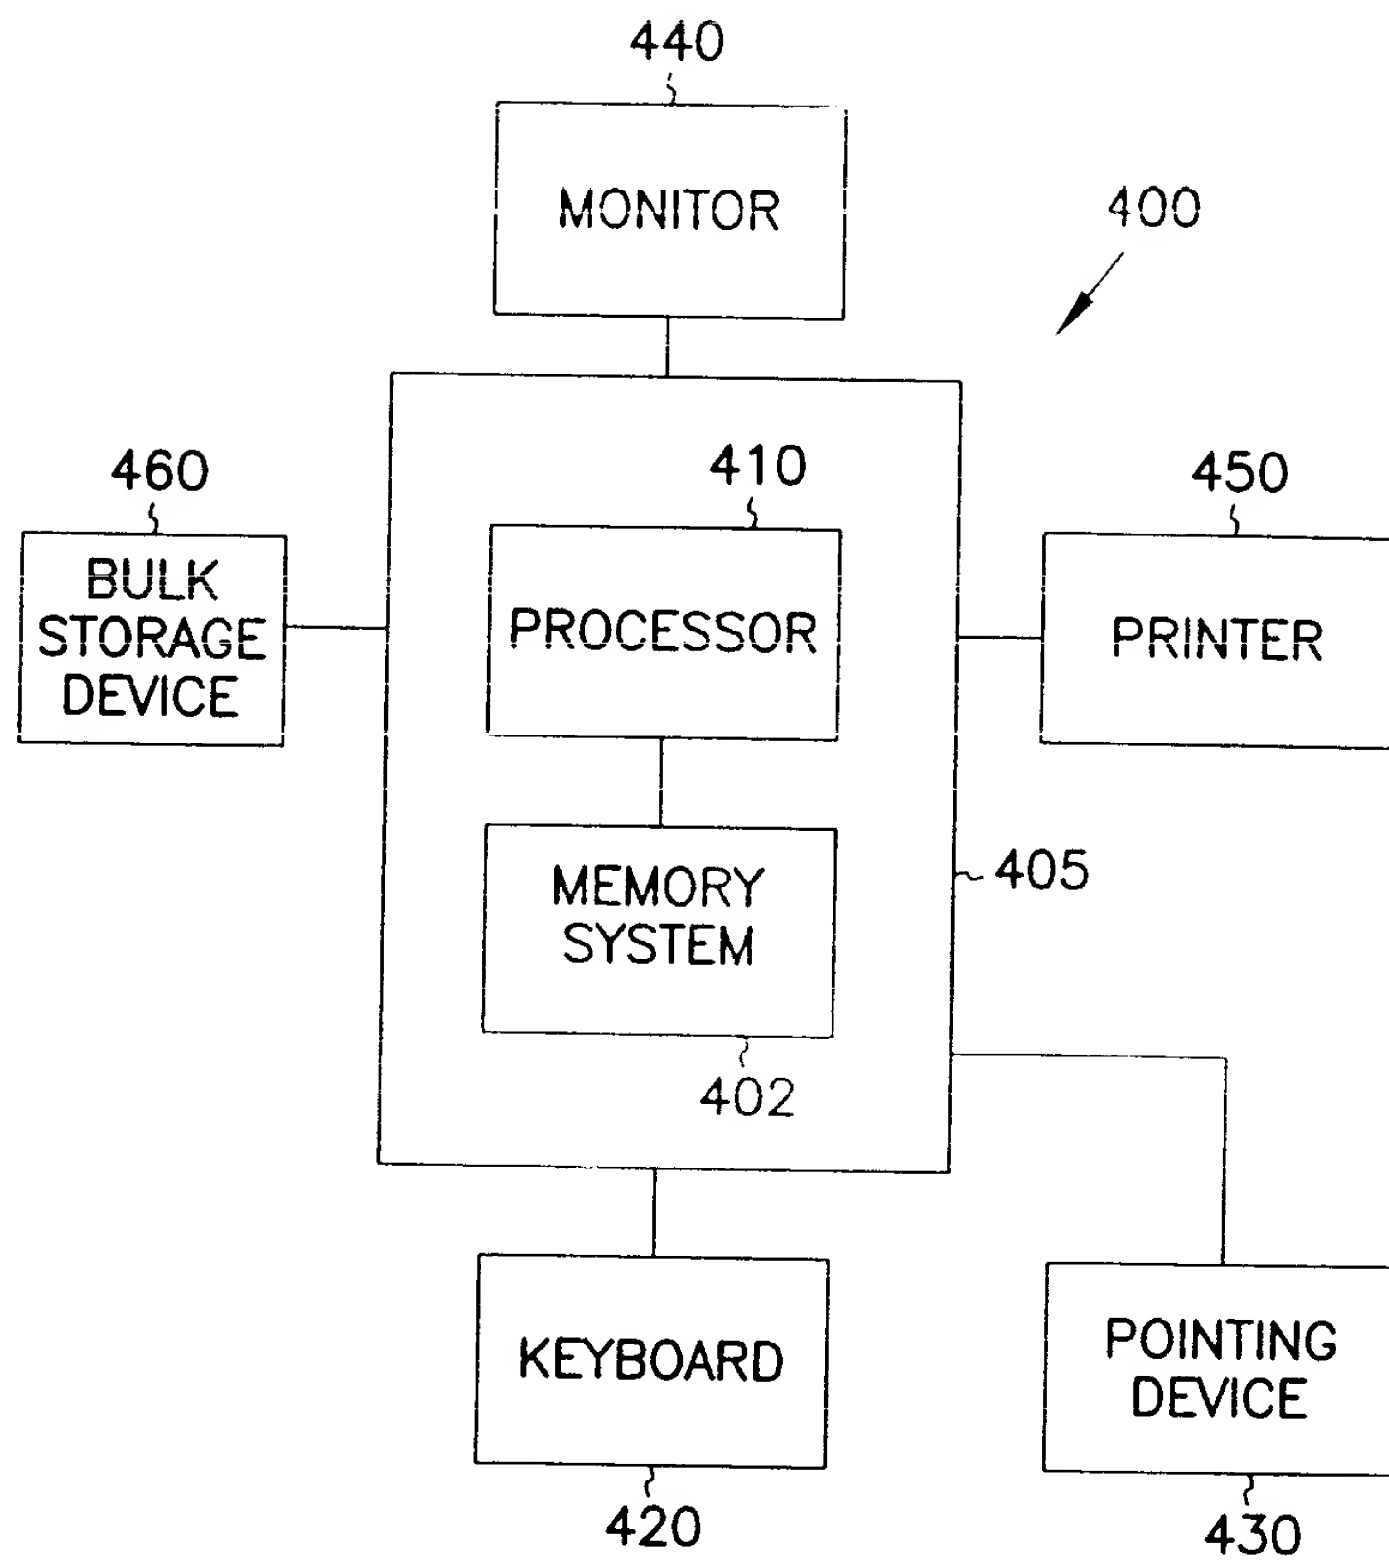 440
MONITOR
400
460
BULK
STORAGE
DEVICE
410
PROCESSOR
450
PRINTER
MEMORY
SYSTEM
405
402
KEYBOARD
420
POINTING
DEVICE
430